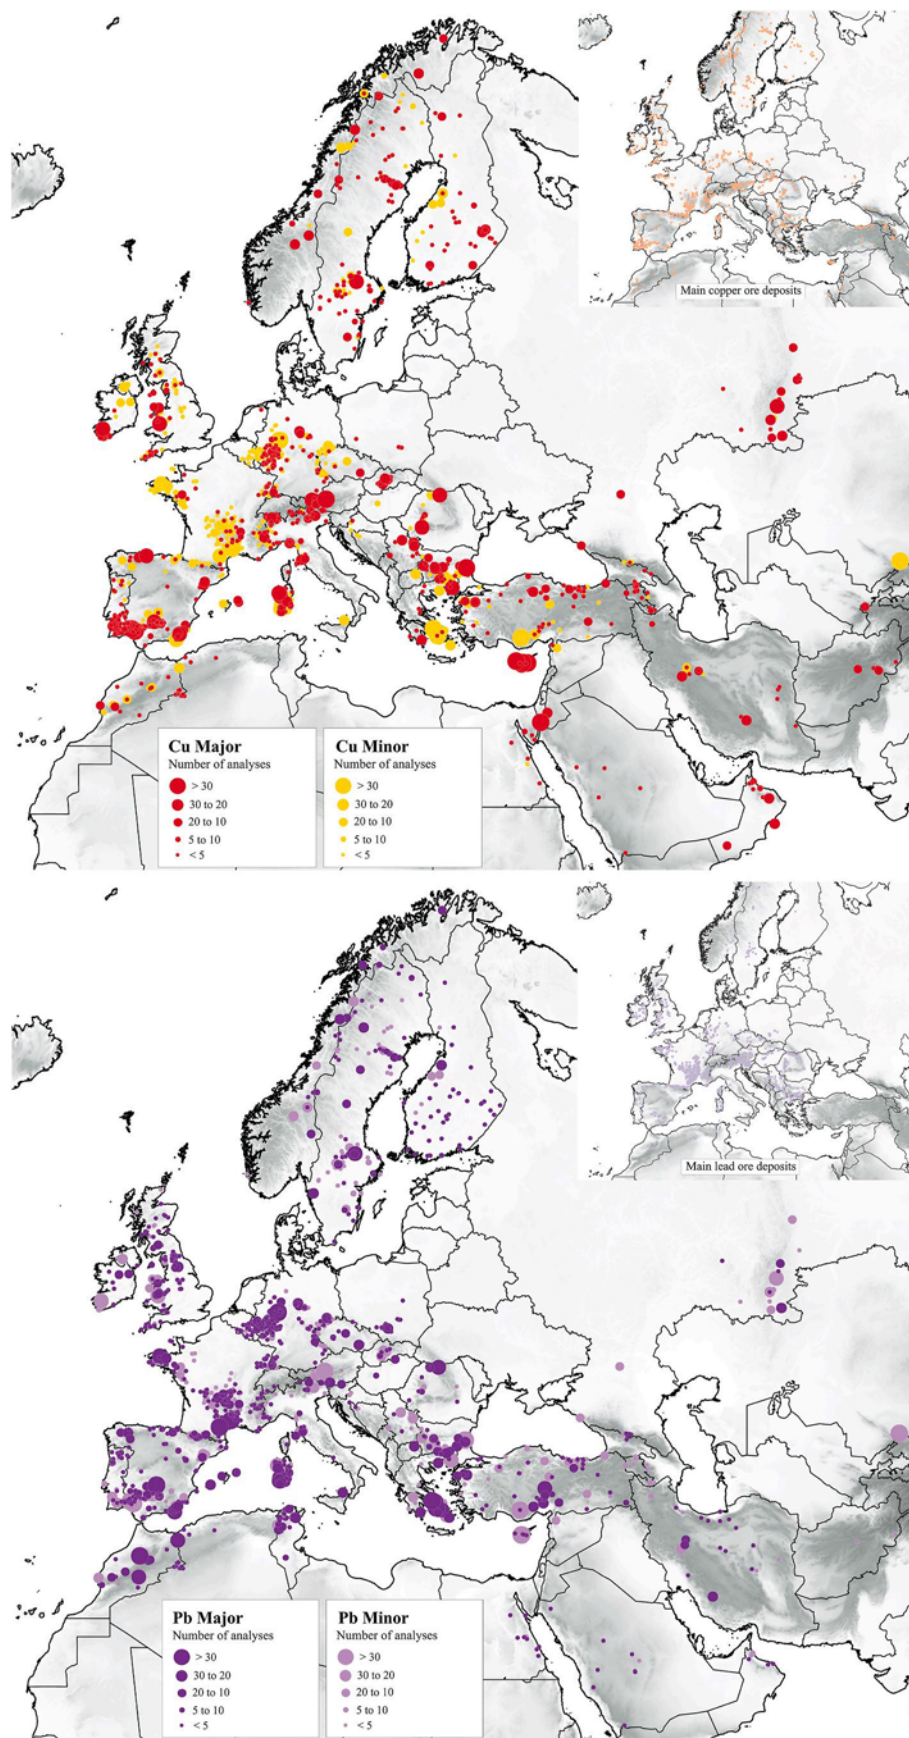 Main copper ore deposits
Cu Major
Number of analyses
> 30
30 to 20
20 to 10
5 to 10
< 5
Cu Minor
Number of analyses
> 30
30 to 20
20 to 10
5 to 10
< 5
Main lead ore deposits
Pb Major
Number of analyses
> 30
30 to 20
20 to 10
5 to 10
< 5
Pb Minor
Number of analyses
> 30
30 to 20
20 to 10
5 to 10
< 5